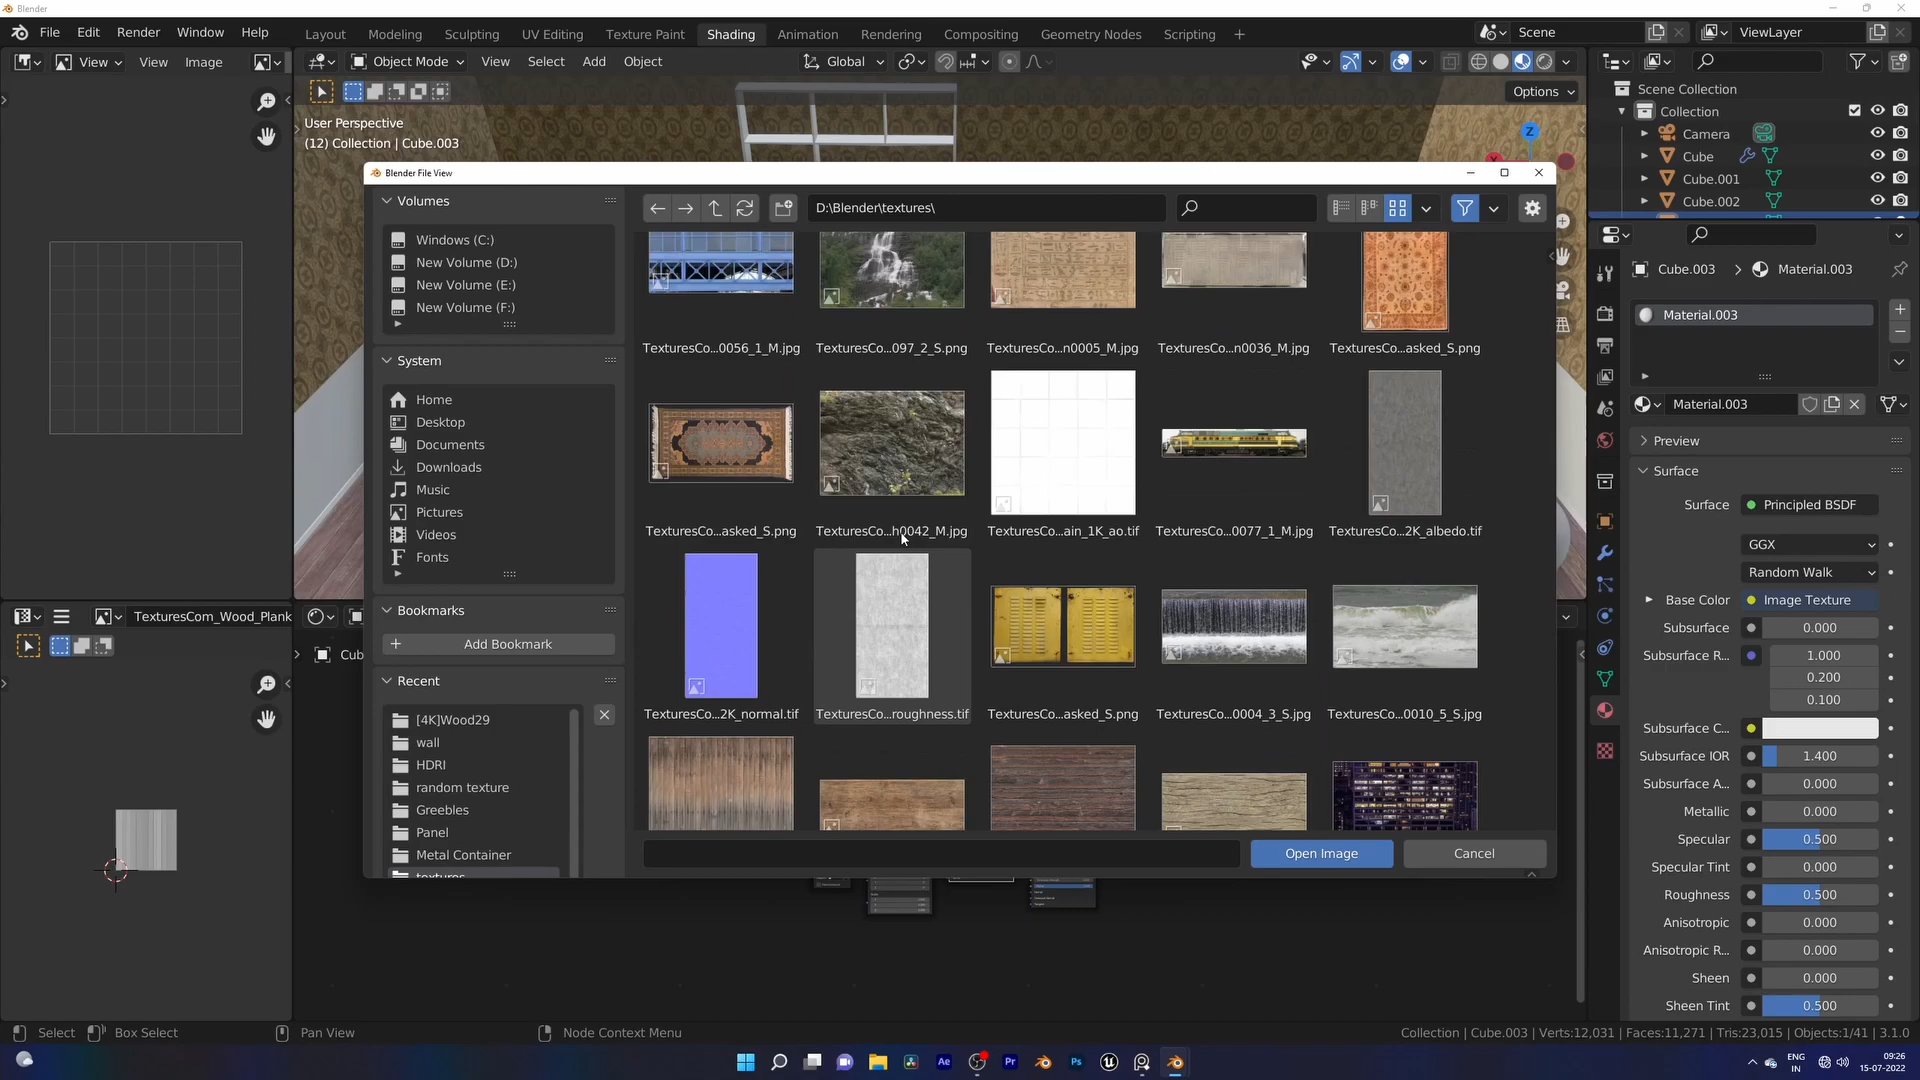 Blender
File Edit Render Window Help
Layout Modeling Sculpting UV Editing Texture Paint Shading Animation Rendering Compositing Geometry Nodes Scripting +
Scene
ViewLayer
View View Image
Object Mode View Select Add Object
Global
Options
User Perspective
(12) Collection | Cube.003
Z
X
Scene Collection
Collection
Camera
Cube
Cube.001
Cube.002
Blender File View
Volumes
Windows (C:)
New Volume (D:)
New Volume (E:)
New Volume (F:)
System
Home
Desktop
Documents
Downloads
Music
Pictures
Videos
Fonts
Bookmarks
Add Bookmark
Recent
[4K]Wood29
wall
HDRI
random texture
Greebles
Panel
Metal Container
textures
D:\Blender\textures\
TexturesCo...0056_1_M.jpg
TexturesCo...097_2_S.png
TexturesCo...n0005_M.jpg
TexturesCo...n0036_M.jpg
TexturesCo...asked_S.png
TexturesCo...asked_S.png
TexturesCo...h0042_M.jpg
TexturesCo...ain_1K_ao.tif
TexturesCo...0077_1_M.jpg
TexturesCo...2K_albedo.tif
TexturesCo...2K_normal.tif
TexturesCo...roughness.tif
TexturesCo...asked_S.png
TexturesCo...0004_3_S.jpg
TexturesCo...0010_5_S.jpg
Open Image
Cancel
Cube.003 > Material.003
Material.003
Material.003
Preview
Surface
Surface Principled BSDF
GGX
Random Walk
Base Color Image Texture
Subsurface 0.000
Subsurface R... 1.000
0.200
0.100
Subsurface C...
Subsurface IOR 1.400
Subsurface A... 0.000
Metallic 0.000
Specular 0.500
Specular Tint 0.000
Roughness 0.500
Anisotropic 0.000
Anisotropic R... 0.000
Sheen 0.000
Sheen Tint 0.500
TexturesCom_Wood_Plank
Cub
Select Box Select Pan View Node Context Menu
Collection | Cube.003 | Verts:12,031 | Faces:11,271 | Tris:23,015 | Objects:1/41 | 3.1.0
Ae
Pr
Ps
ENG
IN
09:26
15-07-2022